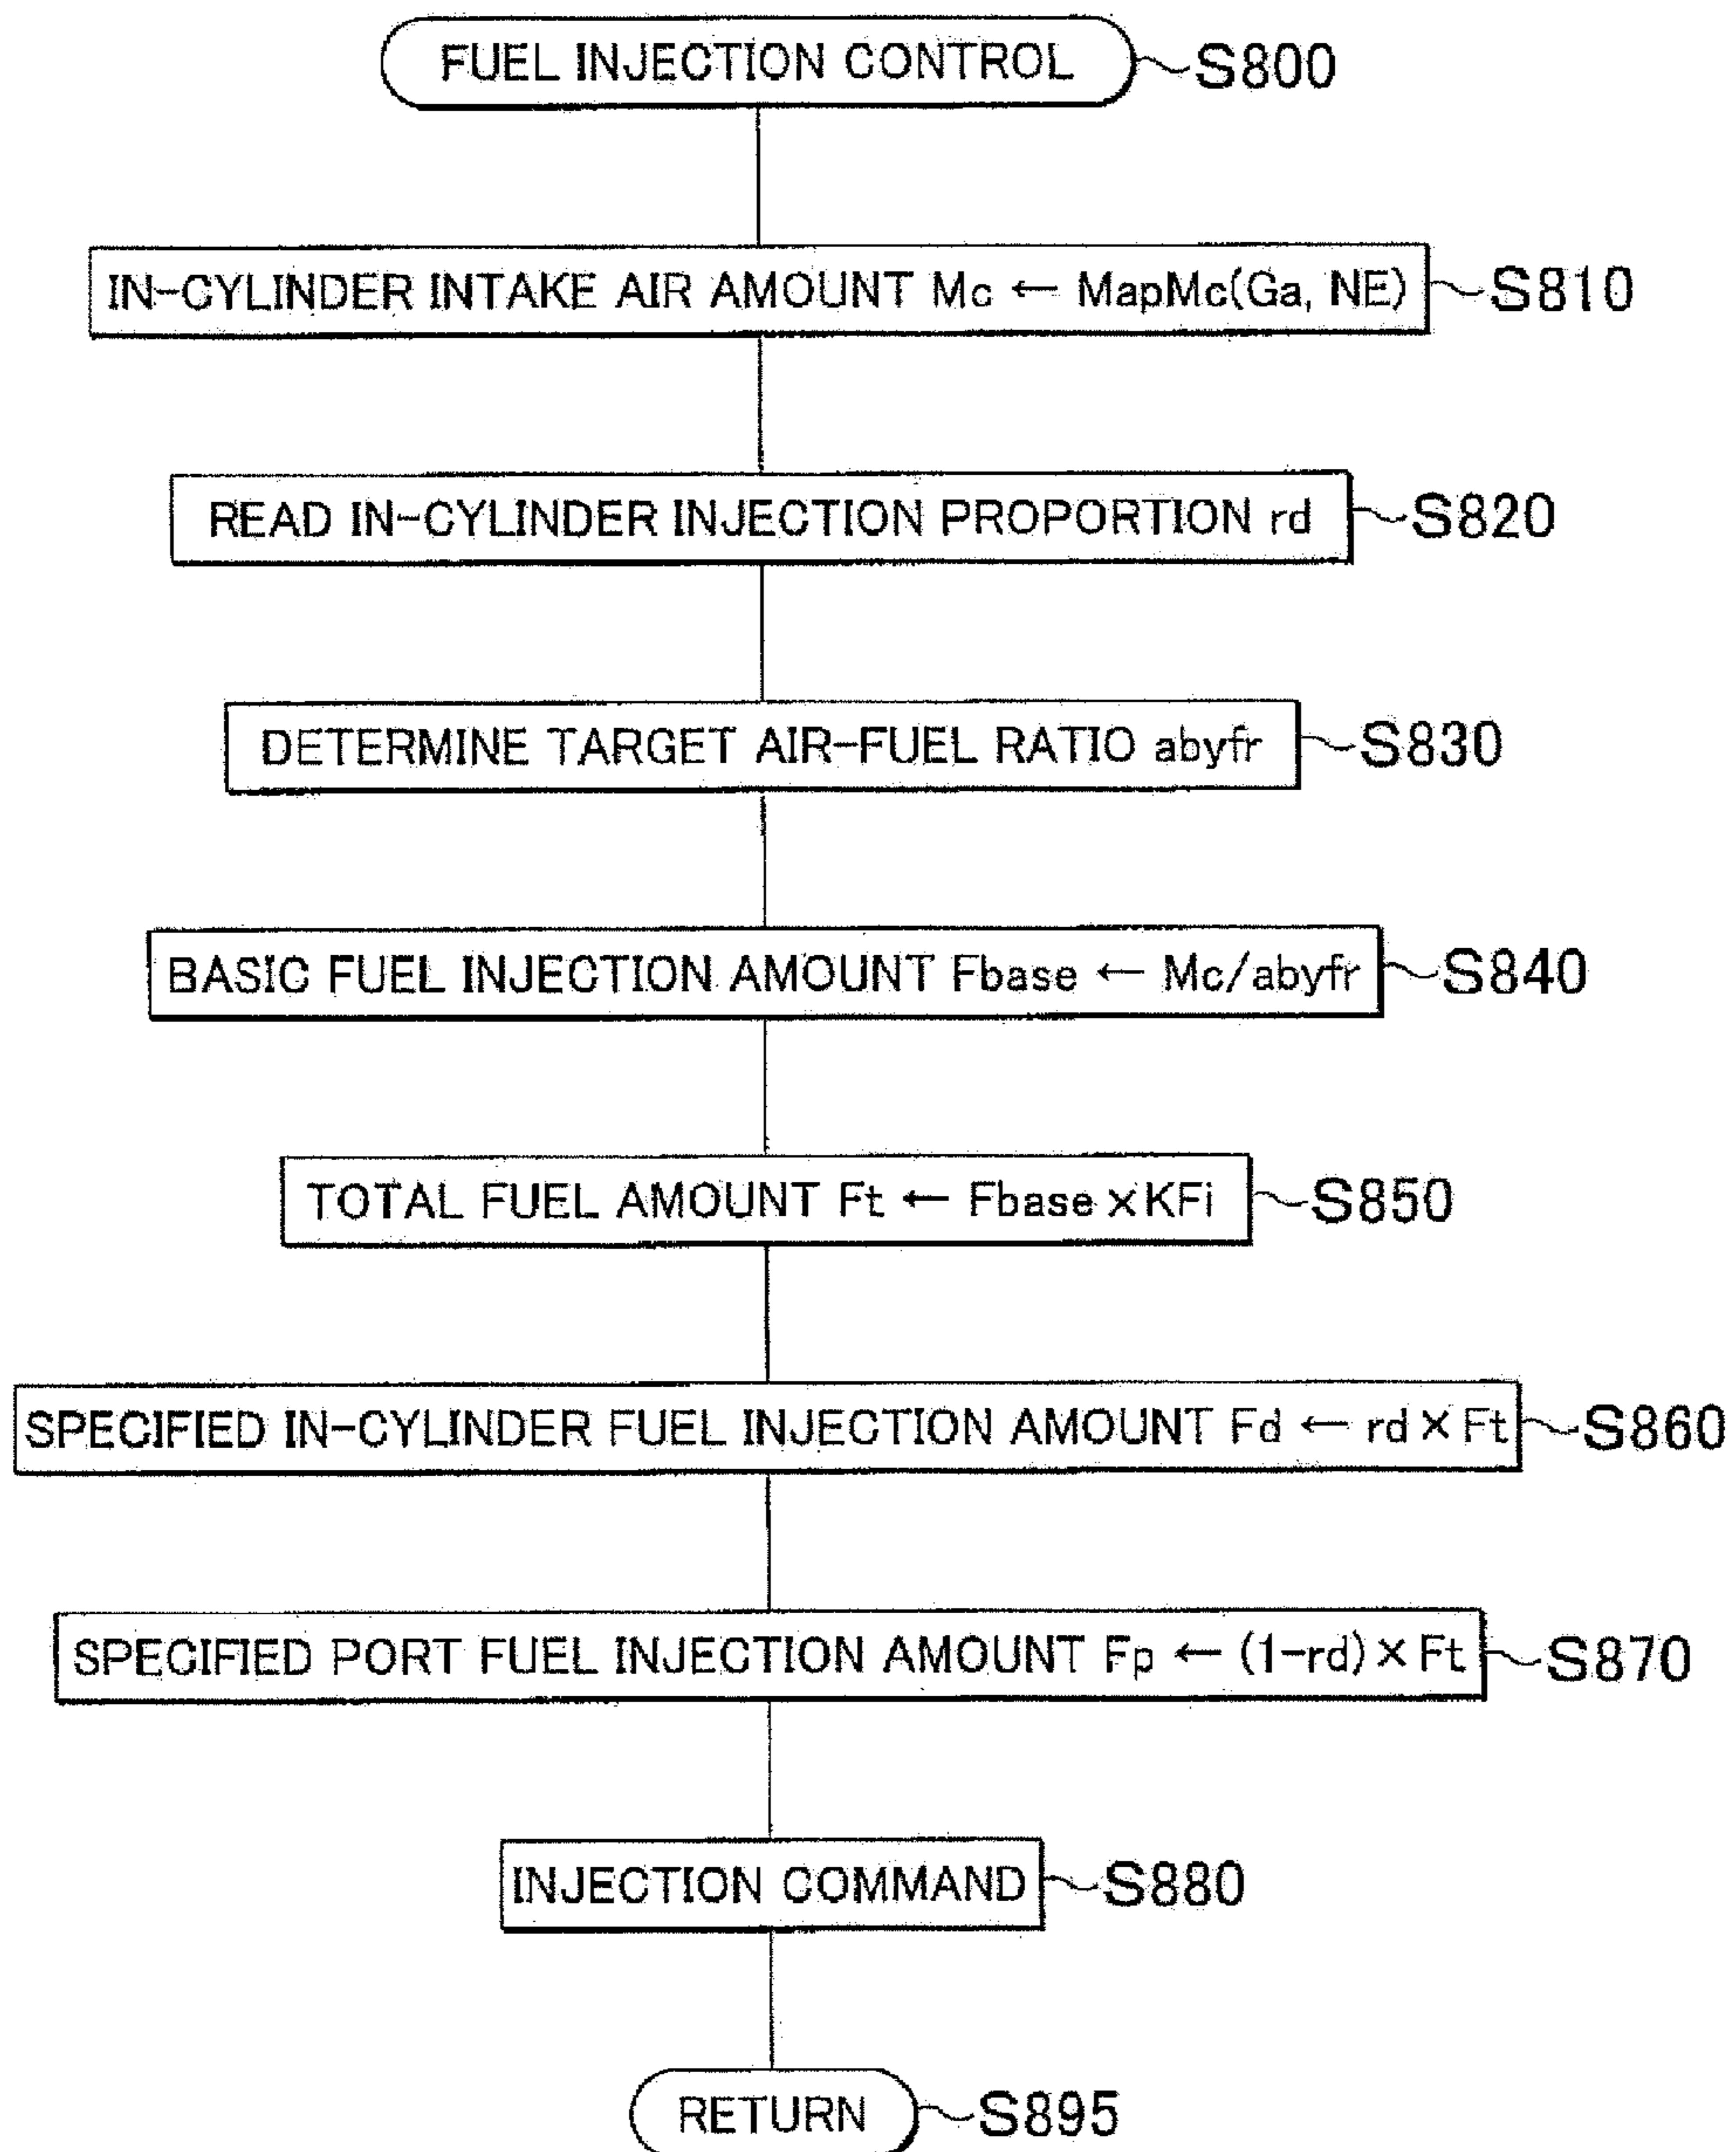 FUEL INJECTION CONTROL S800
IN-CYLINDER INTAKE AIR AMOUNT Mc ← MapMc(Ga, NE) S810
READ IN-CYLINDER INJECTION PROPORTION rd S820
DETERMINE TARGET AIR-FUEL RATIO abyfr S830
BASIC FUEL INJECTION AMOUNT Fbase ← Mc/abyfr S840
TOTAL FUEL AMOUNT Ft ← Fbase×KFi S850
SPECIFIED IN-CYLINDER FUEL INJECTION AMOUNT Fd ← rd × Ft S860
SPECIFIED PORT FUEL INJECTION AMOUNT Fp ← (1-rd) × Ft S870
INJECTION COMMAND S880
RETURN S895